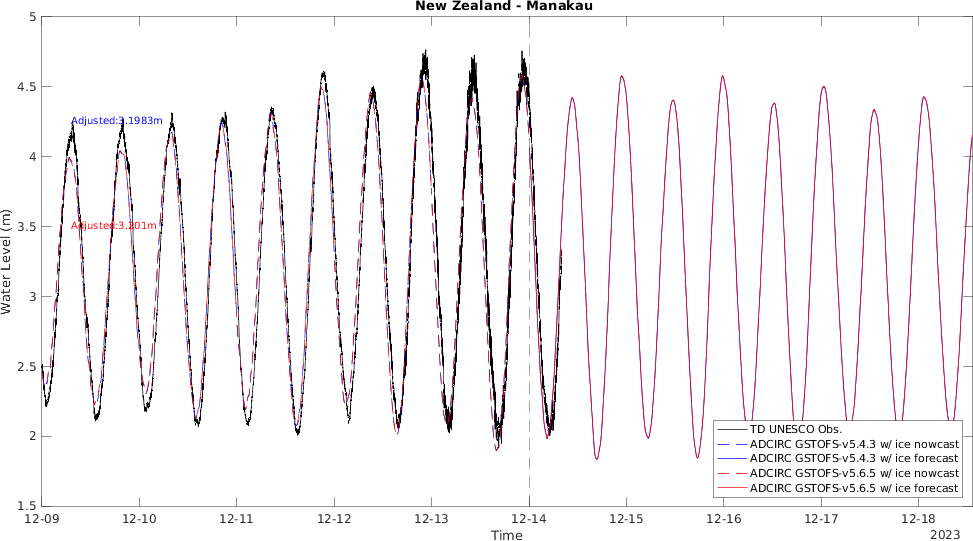 New Zealand - Manakau
5
4.5
4
3.5
3
2.5
2
1.5
Water Level (m)
Adjusted:3.1983m
Adjusted:3.201m
TD UNESCO Obs.
ADCIRC GSTOFS-v5.4.3 w/ ice nowcast
ADCIRC GSTOFS-v5.4.3 w/ ice forecast
ADCIRC GSTOFS-v5.6.5 w/ ice nowcast
ADCIRC GSTOFS-v5.6.5 w/ ice forecast
12-09 12-10 12-11 12-12 12-13 12-14 12-15 12-16 12-17 12-18
Time
2023